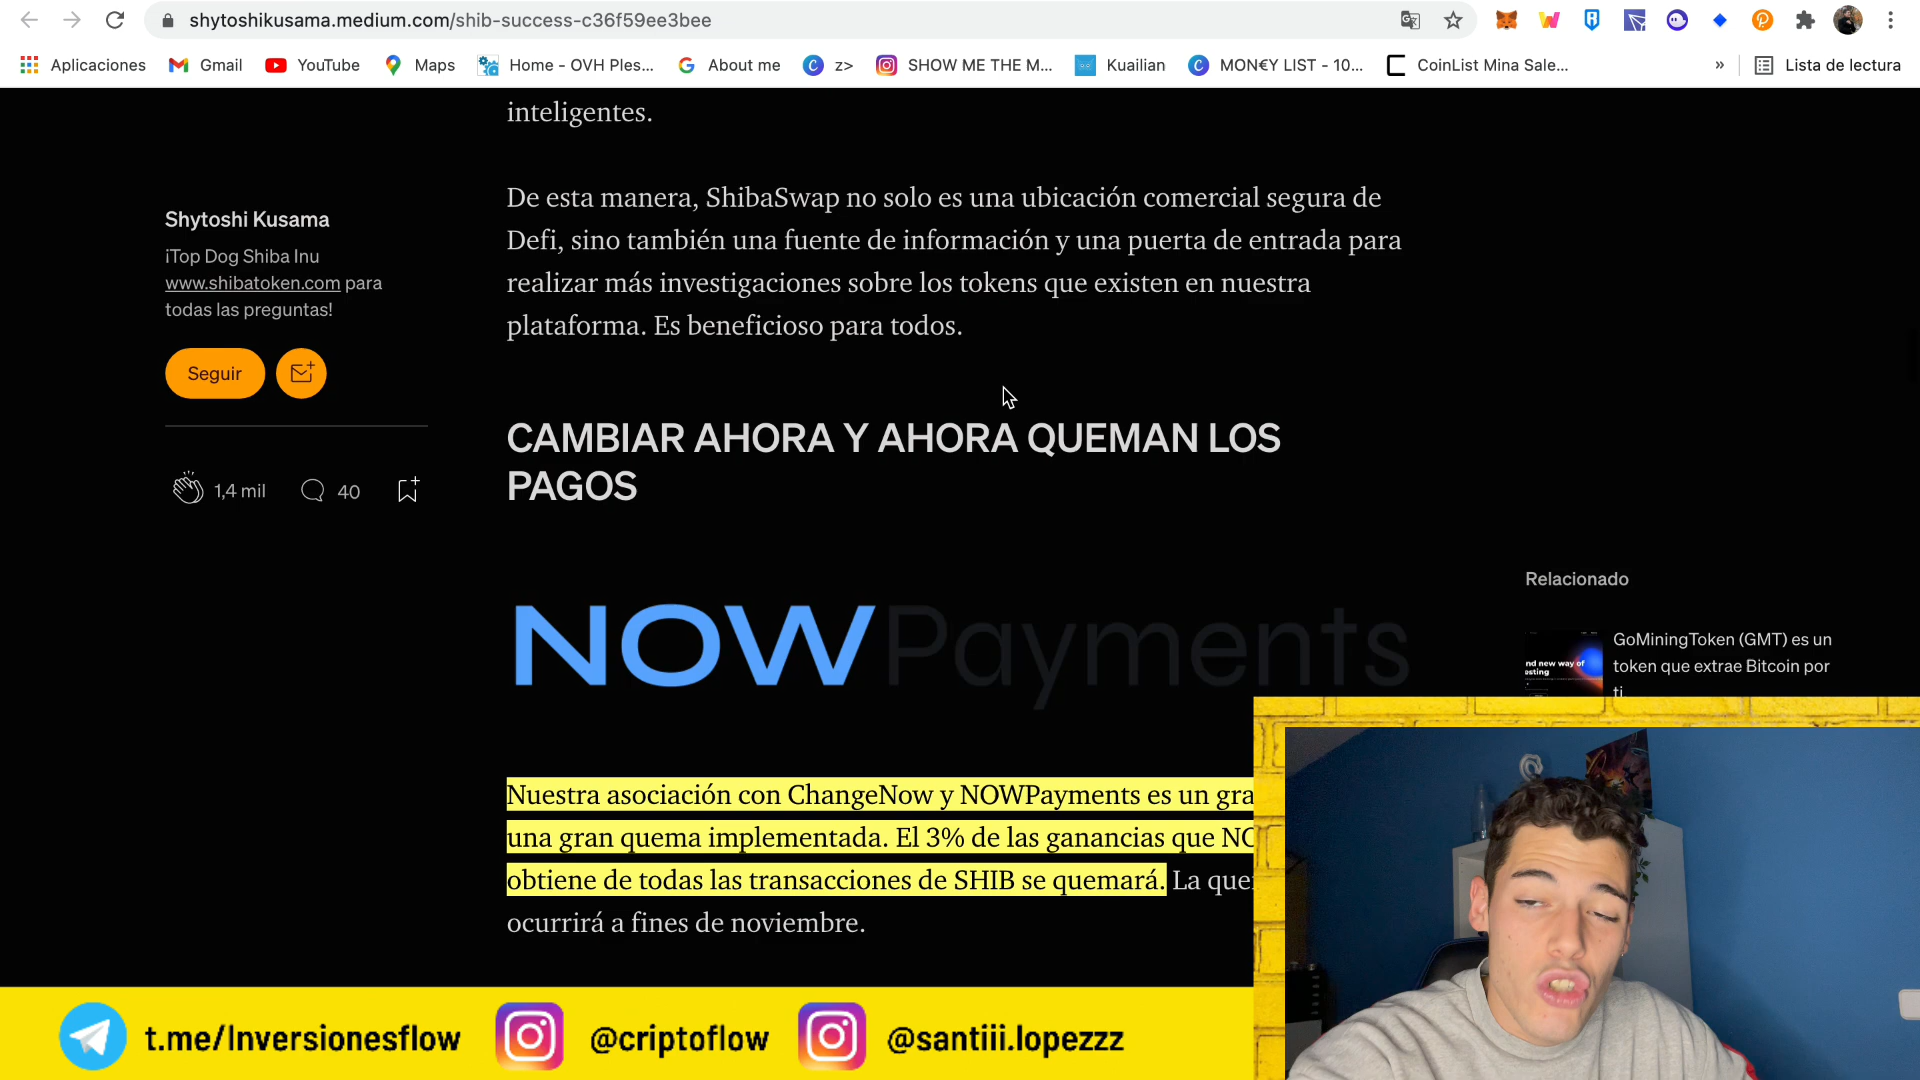 shytoshikusama.medium.com/shib-success-c36f59ee3bee
Aplicaciones
Gmail
YouTube
Maps
Home - OVH Ples...
About me
z>
SHOW ME THE M...
Kuailian
MON€Y LIST - 10...
CoinList Mina Sale...
»
Lista de lectura
inteligentes.
De esta manera, ShibaSwap no solo es una ubicación comercial segura de
Defi, sino también una fuente de información y una puerta de entrada para
realizar más investigaciones sobre los tokens que existen en nuestra
plataforma. Es beneficioso para todos.
Shytoshi Kusama
¡Top Dog Shiba Inu
www.shibatoken.com para
todas las preguntas!
Seguir
1,4 mil
40
CAMBIAR AHORA Y AHORA QUEMAN LOS
PAGOS
NOWPayments
Relacionado
GoMiningToken (GMT) es un
token que extrae Bitcoin por
ti
nd new way of
esting
Nuestra asociación con ChangeNow y NOWPayments es un gra
una gran quema implementada. El 3% de las ganancias que NO
obtiene de todas las transacciones de SHIB se quemará. La que
ocurrirá a fines de noviembre.
t.me/Inversionesflow
@criptoflow
@santiii.lopezzz